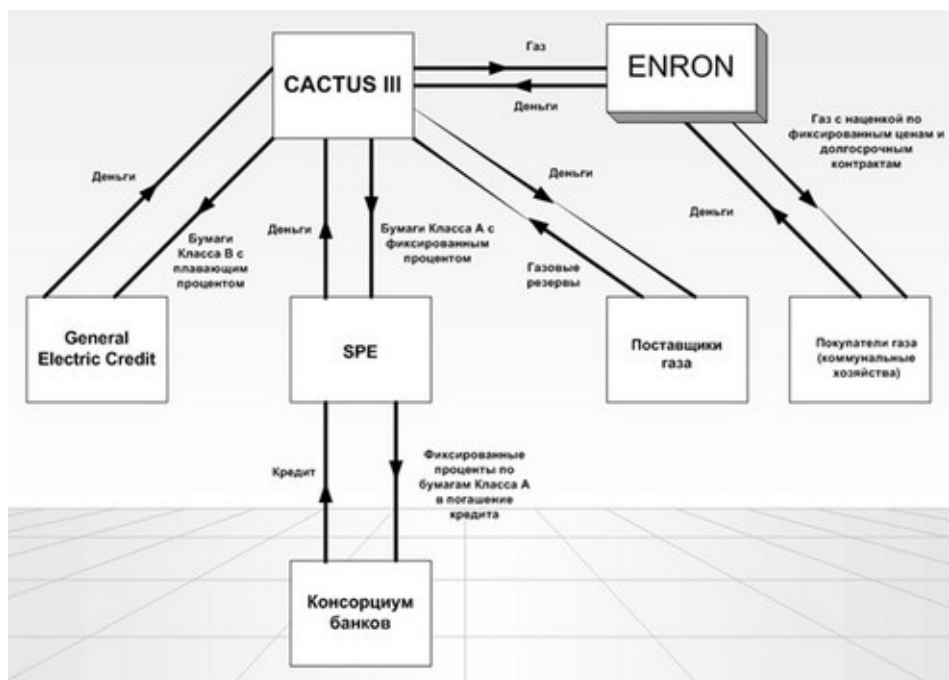 Газ
CACTUS III
ENRON
Деньги
Газ с наценкой по
фиксированным ценам и
долгосрочным
контрактам
Деньги
Деньги
Бумаги
Класса В с
плавающим
процентом
Деньги
Бумаги Класса А с
фиксированным
процентом
Деньги
Газовые
резервы
General
Electric Credit
SPE
Поставщики
газа
Покупатели газа
(коммунальные
хозяйства)
Кредит
Фиксированные
проценты по
бумагам Класса А
в погашение
кредита
Консорциум
банков